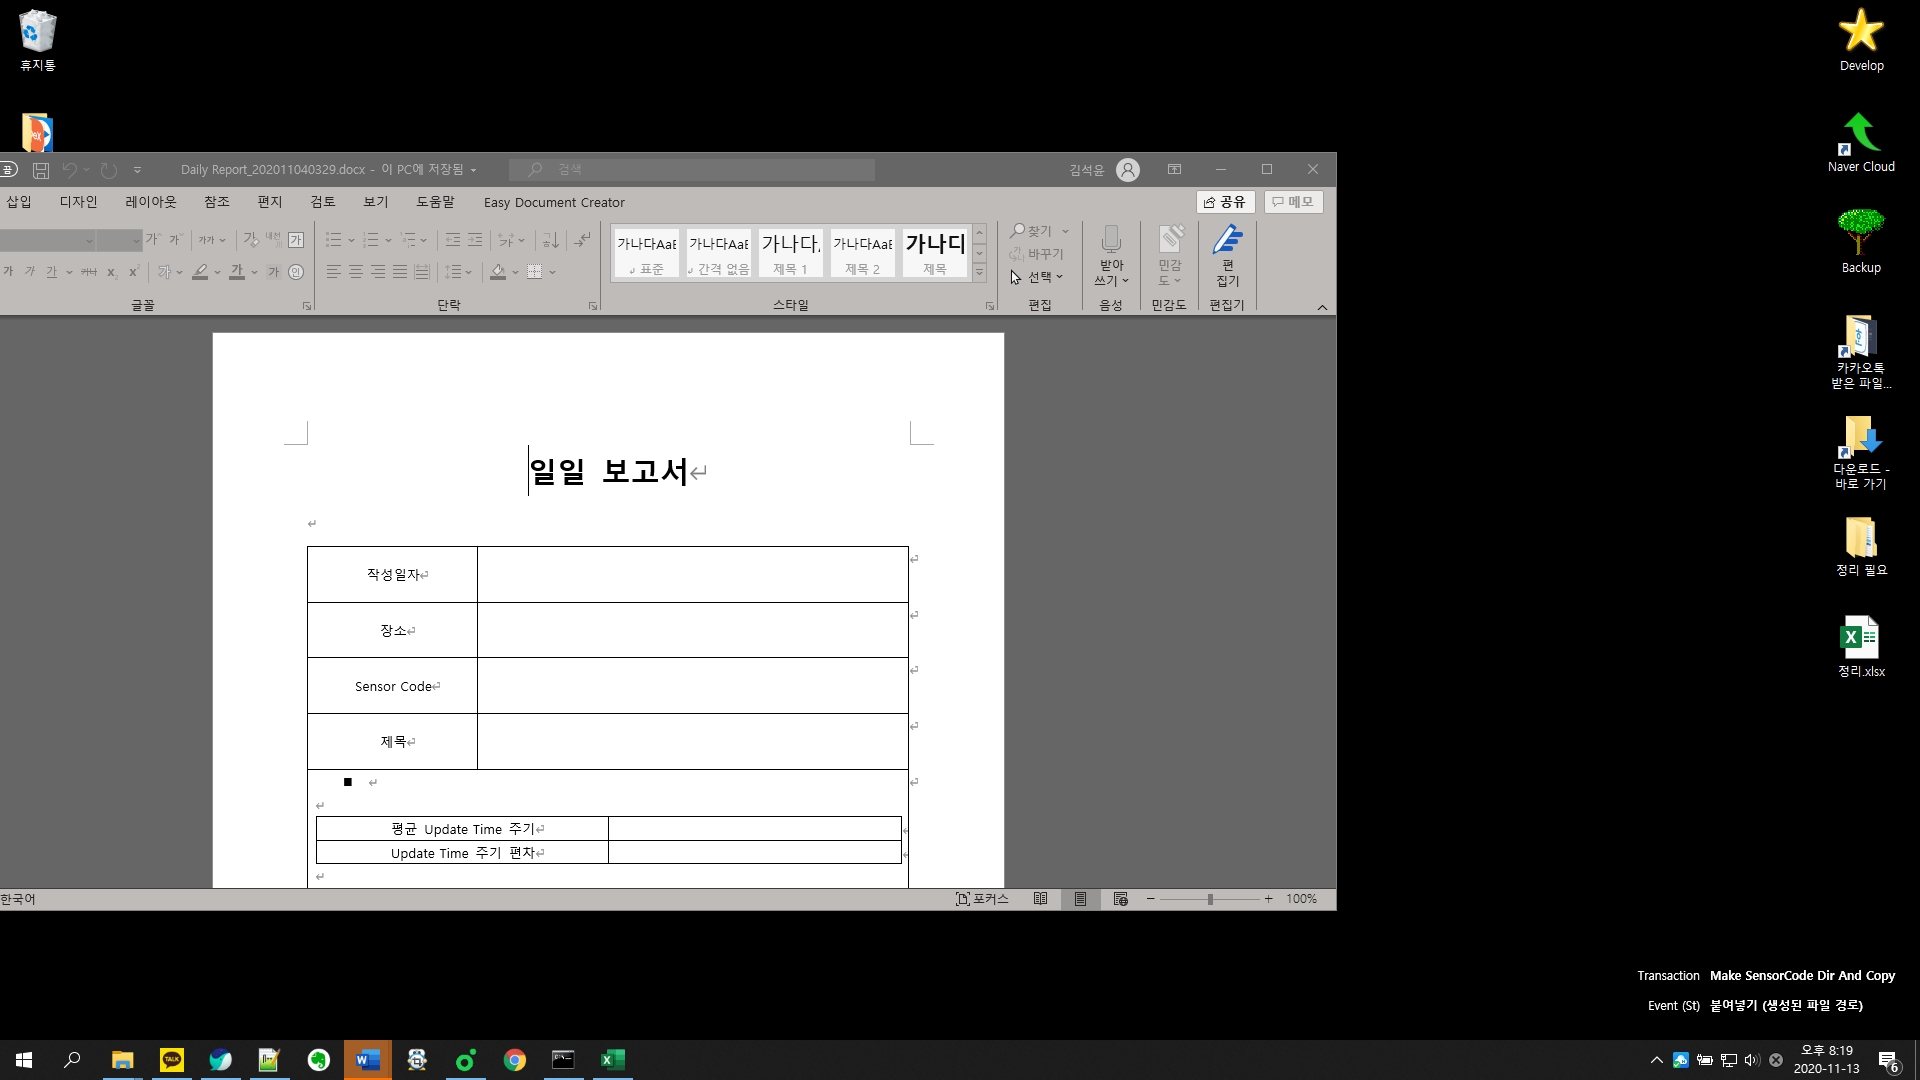 휴지통
Develop
Naver Cloud
Backup
카카오톡
받은 파일...
다운로드 -
바로 가기
정리 필요
정리.xlsx
끔
Daily Report_202011040329.docx - 이 PC에 저장됨
검색
김석윤
삽입 디자인 레이아웃 참조 편지 검토 보기 도움말 Easy Document Creator
공유 메모
가나다AaE 가나다AaE 가나다, 가나다AaE 가나디
표준 간격 없음 제목 1 제목 2 제목
찾기
바꾸기
선택
받아
쓰기
민감
도
편
집기
글꼴 단락 스타일 편집 음성 민감도 편집기
일일 보고서
작성일자
장소
Sensor Code
제목
평균 Update Time 주기
Update Time 주기 편차
한국어
포커스
100%
Transaction Make SensorCode Dir And Copy
Event (St) 붙여넣기 (생성된 파일 경로)
TALK
오후 8:19
2020-11-13
6